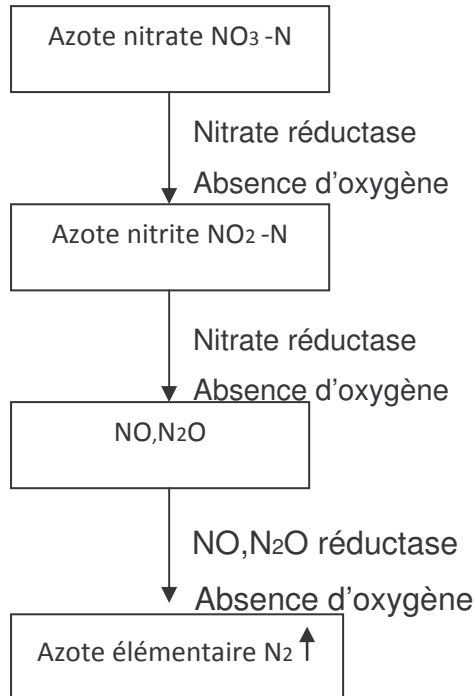 Azote nitrate NO₃ -N
Nitrate réductase
Absence d'oxygène
Azote nitrite NO₂ -N
Nitrate réductase
Absence d'oxygène
NO,N₂O
NO,N₂O réductase
Absence d'oxygène
Azote élémentaire N₂ ↑